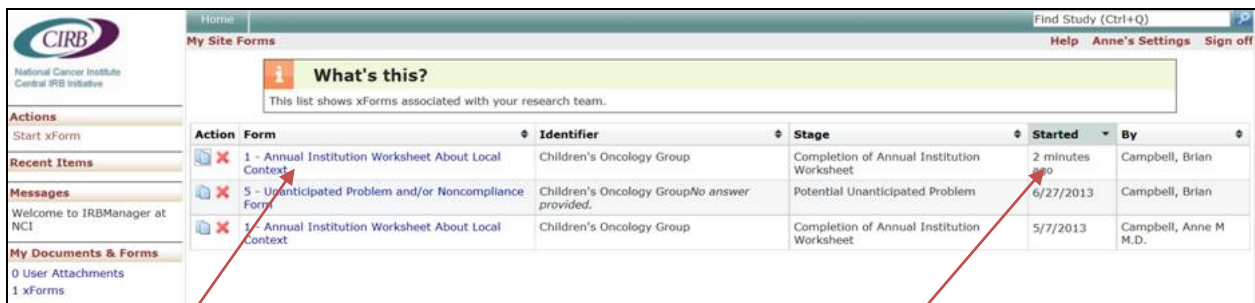 CIRB
National Cancer Institute
Central IRB Initiative
Actions
Start xForm
Recent Items
Messages
Welcome to IRBManager at
NCI
My Documents & Forms
0 User Attachments
1 xForms
Home
Find Study (Ctrl+Q)
My Site Forms
Help Anne's Settings Sign off
i What's this?
This list shows xForms associated with your research team.
Action Form Identifier Stage Started By
1 - Annual Institution Worksheet About Local Children's Oncology Group Completion of Annual Institution 2 minutes Campbell, Brian
Context Worksheet ago
5 - Unanticipated Problem and/or Noncompliance Children's Oncology GroupNo answer Potential Unanticipated Problem 6/27/2013 Campbell, Brian
Form provided.
1 - Annual Institution Worksheet About Local Children's Oncology Group Completion of Annual Institution 5/7/2013 Campbell, Anne M
Context Worksheet M.D.